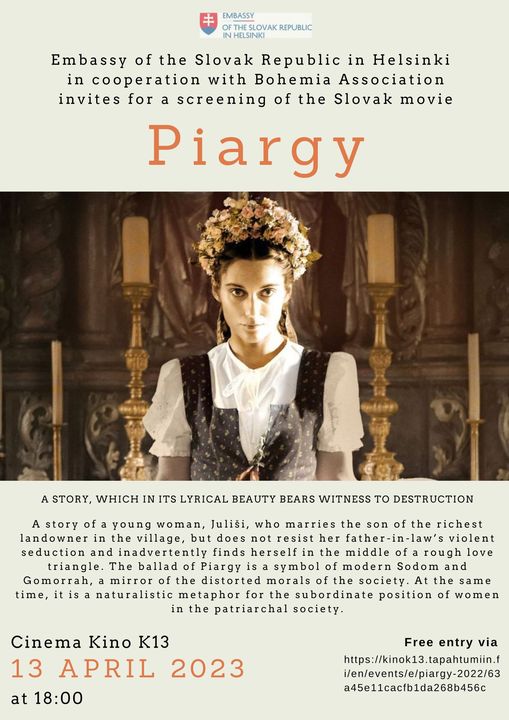 EMBASSY
OF THE SLOVAK REPUBLIC
IN HELSINKI
Embassy of the Slovak Republic in Helsinki
in cooperation with Bohemia Association
invites for a screening of the Slovak movie
Piargy
A STORY, WHICH IN ITS LYRICAL BEAUTY BEARS WITNESS TO DESTRUCTION
A story of a young woman, Juliši, who marries the son of the richest
landowner in the village, but does not resist her father-in-law's violent
seduction and inadvertently finds herself in the middle of a rough love
triangle. The ballad of Piargy is a symbol of modern Sodom and
Gomorrah, a mirror of the distorted morals of the society. At the same
time, it is a naturalistic metaphor for the subordinate position of women
in the patriarchal society.
Cinema Kino K13
13 APRIL 2023
at 18:00
Free entry via
https://kinok13.tapahtumiin.f
i/en/events/e/piargy-2022/63
a45e11cacfb1da268b456c